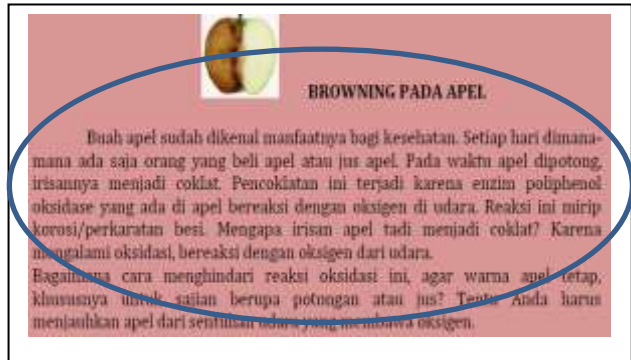 BROWNING PADA APEL
Buah apel sudah dikenal manfaatnya bagi kesehatan. Setiap hari dimana-
mana ada saja orang yang beli apel atau jus apel. Pada waktu apel dipotong,
irisannya menjadi coklat. Pencoklatan ini terjadi karena enzim poliphenol
oksidase yang ada di apel bereaksi dengan oksigen di udara. Reaksi ini mirip
korosi/perkaratan besi. Mengapa irisan apel tadi menjadi coklat? Karena
mengalami oksidasi, bereaksi dengan oksigen dari udara.
Bagaimana cara menghindari reaksi oksidasi ini, agar warna apel tetap,
khususnya untuk sajian berupa potongan atau jus? Tentu Anda harus
menjauhkan apel dari sentuhan udara yang membawa oksigen.